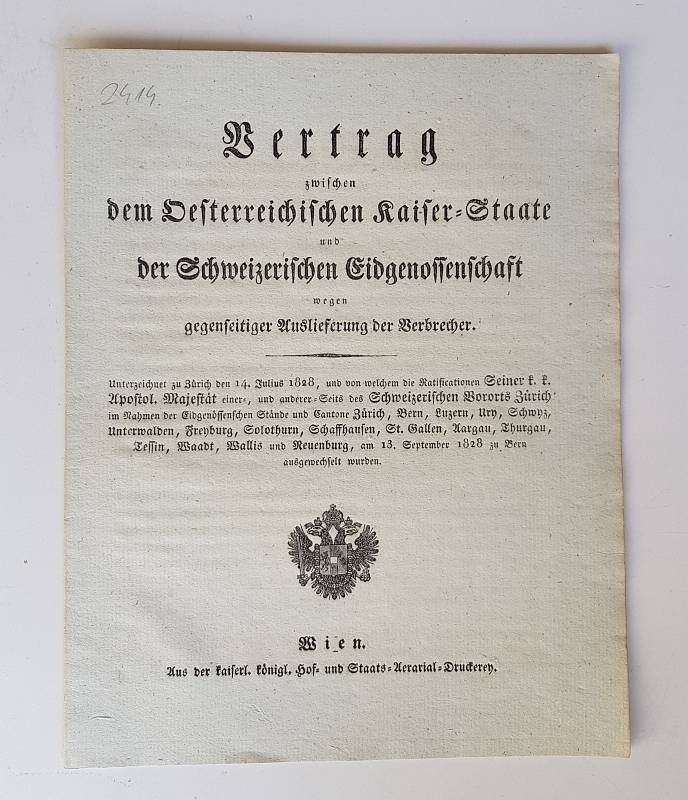 2414.
Vertrag
zwischen
dem Oesterreichischen Kaiser-Staate
und
der Schweizerischen Eidgenossenschaft
wegen
gegenseitiger Auslieferung der Verbrecher.
Unterzeichnet zu Zürich den 14. Julius 1828, und von welchem die Ratificationen Seiner k. k.
Apostol. Majestät einer-, und anderer-Seits des Schweizerischen Vororts Zürich
im Nahmen der Eidgenössenschen Stände und Cantone Zürich, Bern, Luzern, Ury, Schwyz,
Unterwalden, Freyburg, Solothurn, Schaffhausen, St. Gallen, Aargau, Thurgau,
Tessin, Waadt, Wallis und Neuenburg, am 13. September 1828 zu Bern
ausgewechselt wurden.
Wien.
Aus der kaiserl. königl. Hof- und Staats-Aerarial-Druckerey.